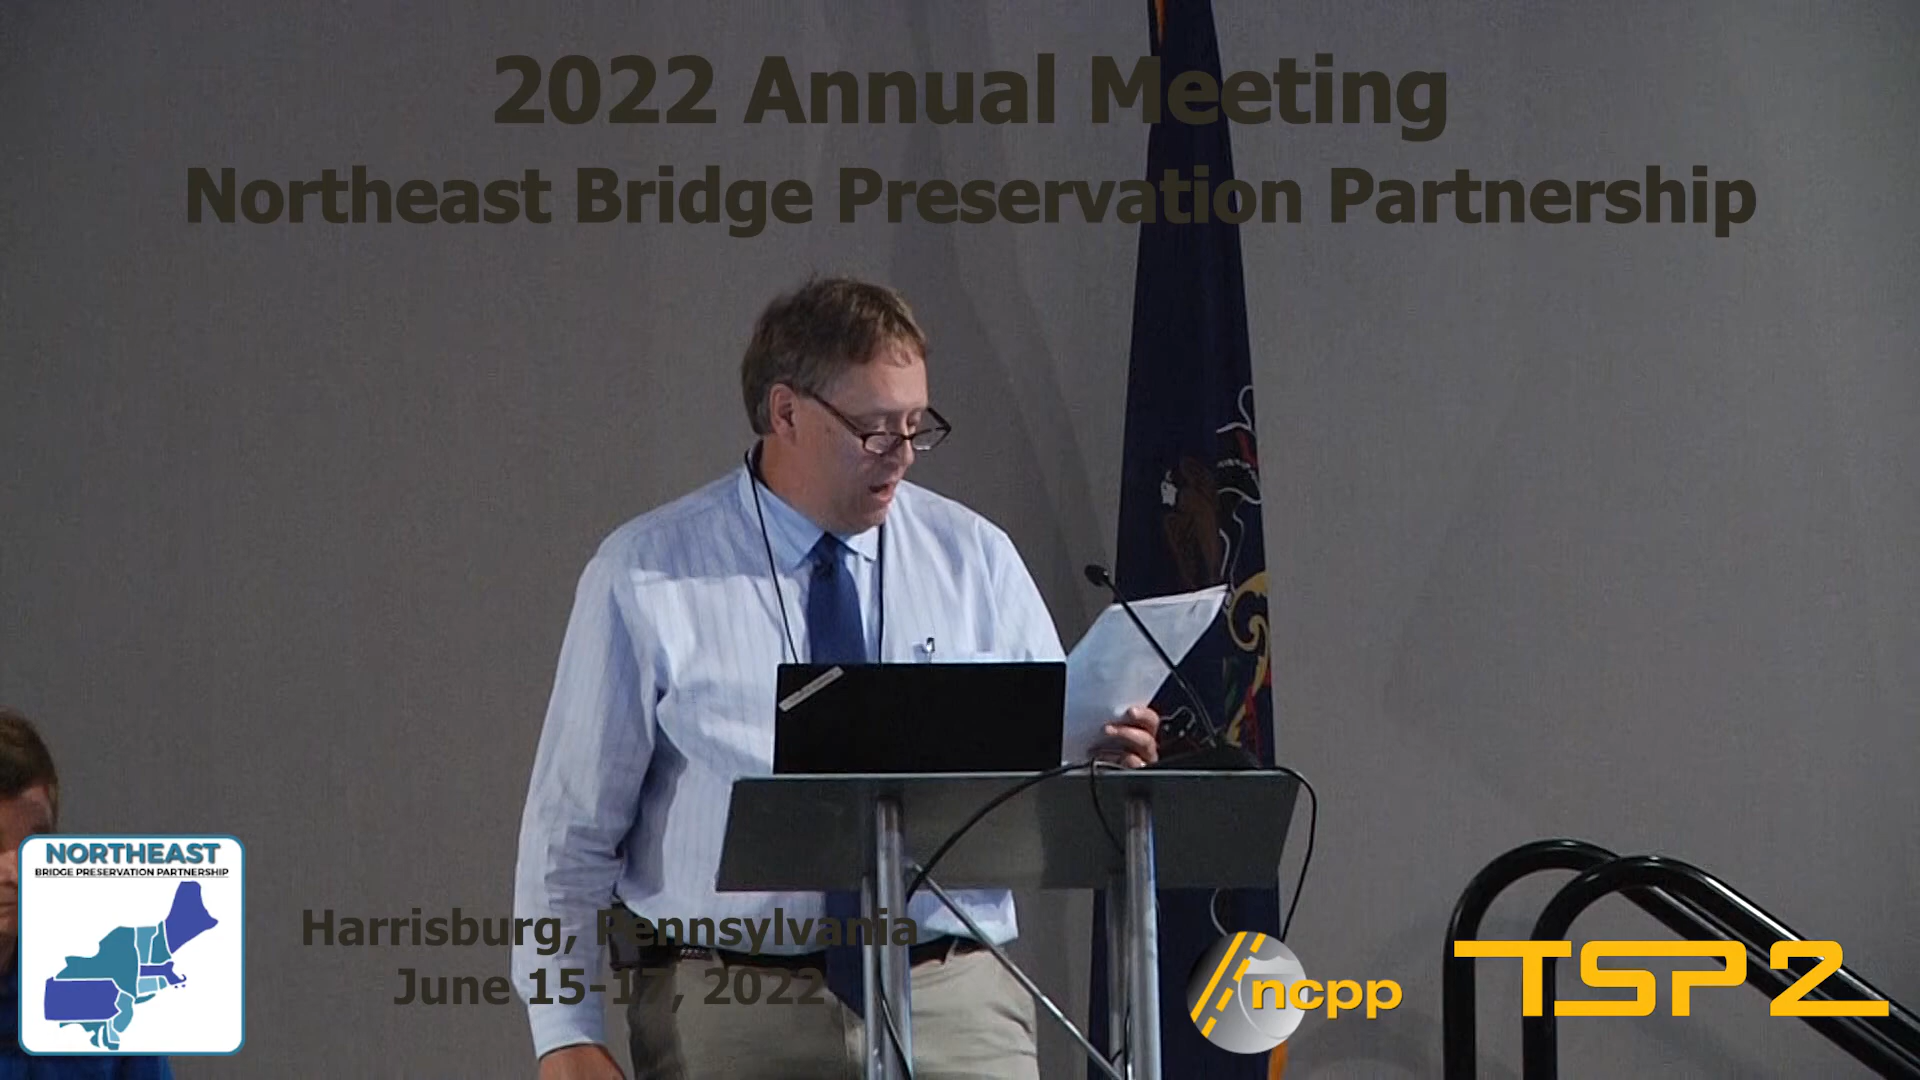 2022 Annual Meeting
Northeast Bridge Preservation Partnership
NORTHEAST
BRIDGE PRESERVATION PARTNERSHIP
Harrisburg, Pennsylvania
June 15-17, 2022
ncpp
TSP2